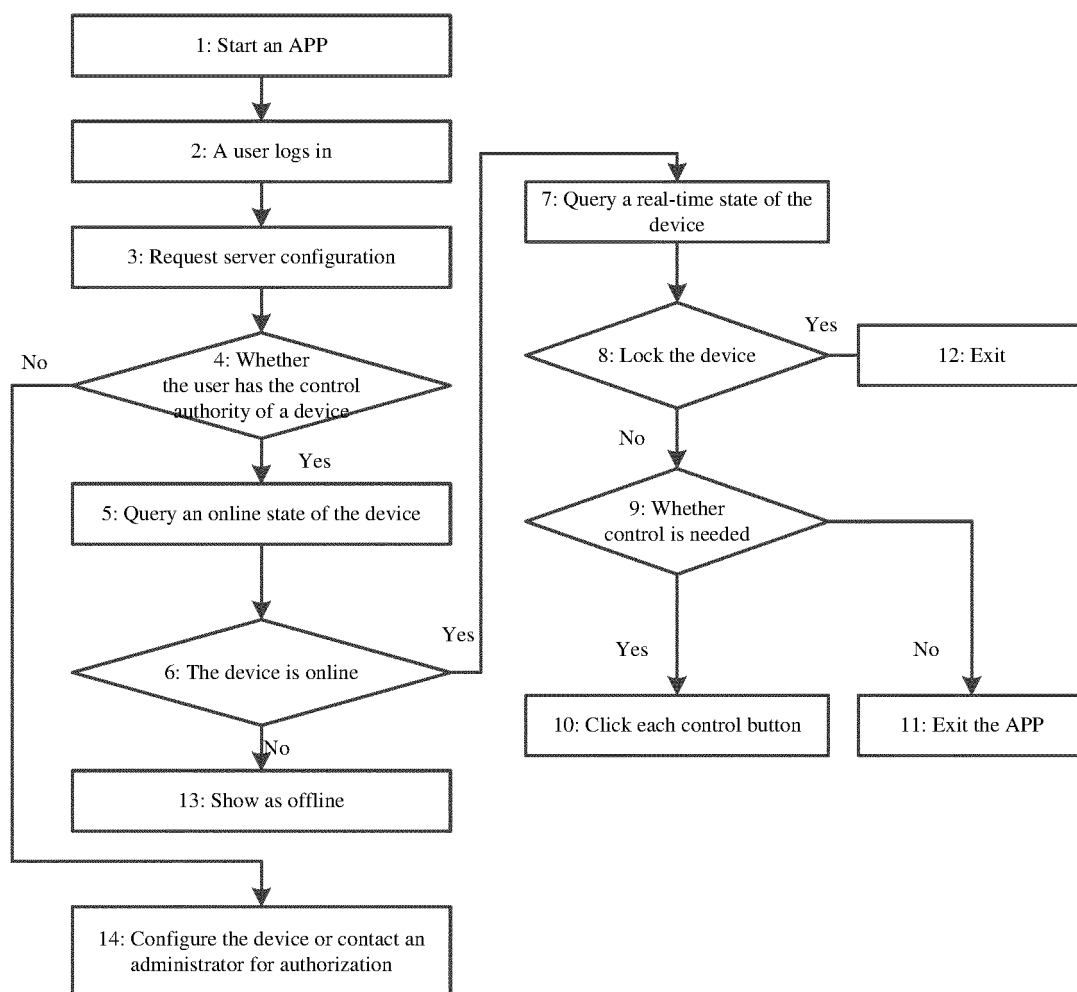 1: Start an APP
2: A user logs in
3: Request server configuration
No
4: Whether
the user has the control
authority of a device
Yes
5: Query an online state of the device
Yes
6: The device is online
No
13: Show as offline
14: Configure the device or contact an
administrator for authorization
7: Query a real-time state of the
device
Yes
8: Lock the device
12: Exit
No
9: Whether
control is needed
Yes
No
10: Click each control button
11: Exit the APP